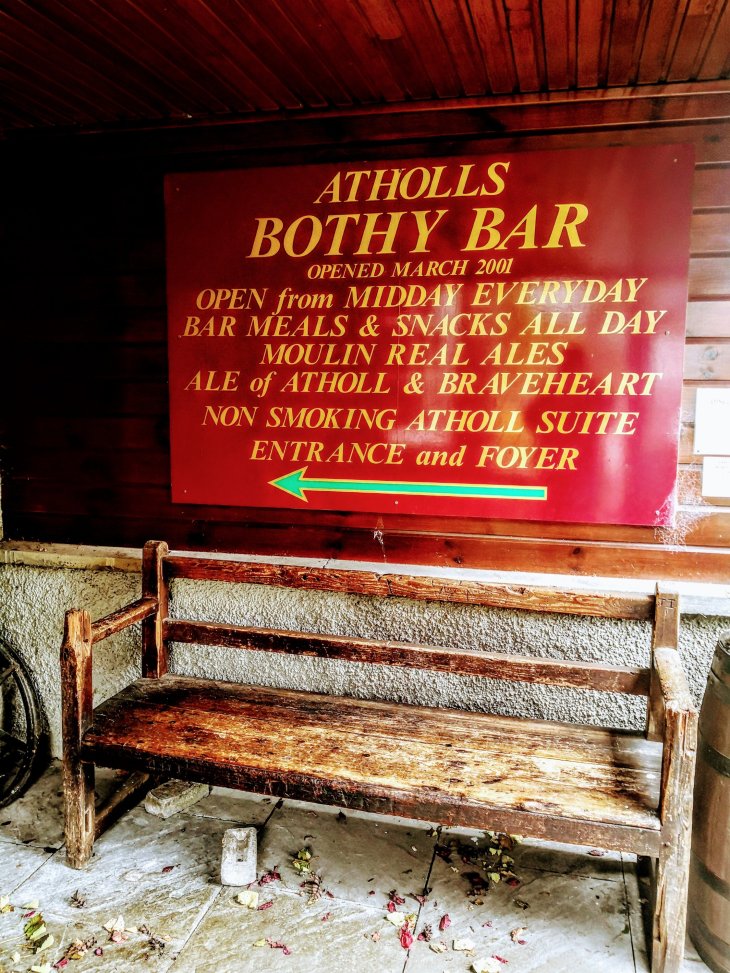 ATHOLLS
BOTHY BAR
OPENED MARCH 2001
OPEN from MIDDAY EVERYDAY
BAR MEALS & SNACKS ALL DAY
MOULIN REAL ALES
ALE of ATHOLL & BRAVEHEART
NON SMOKING ATHOLL SUITE
ENTRANCE and FOYER